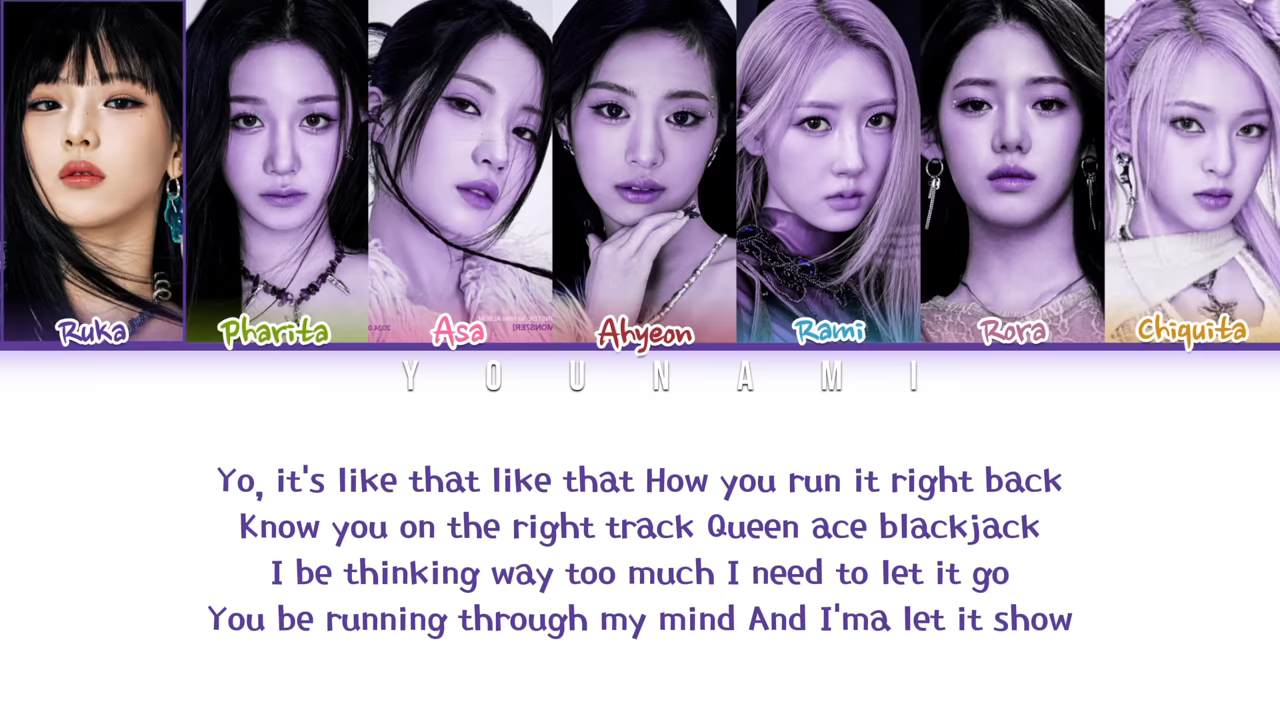 Ruka
Pharita
Asa
Ahyeon
Rami
Rora
Chiquita
YOUNAMI
Yo, it's like that like that How you run it right back
Know you on the right track Queen ace blackjack
I be thinking way too much I need to let it go
You be running through my mind And I'ma let it show